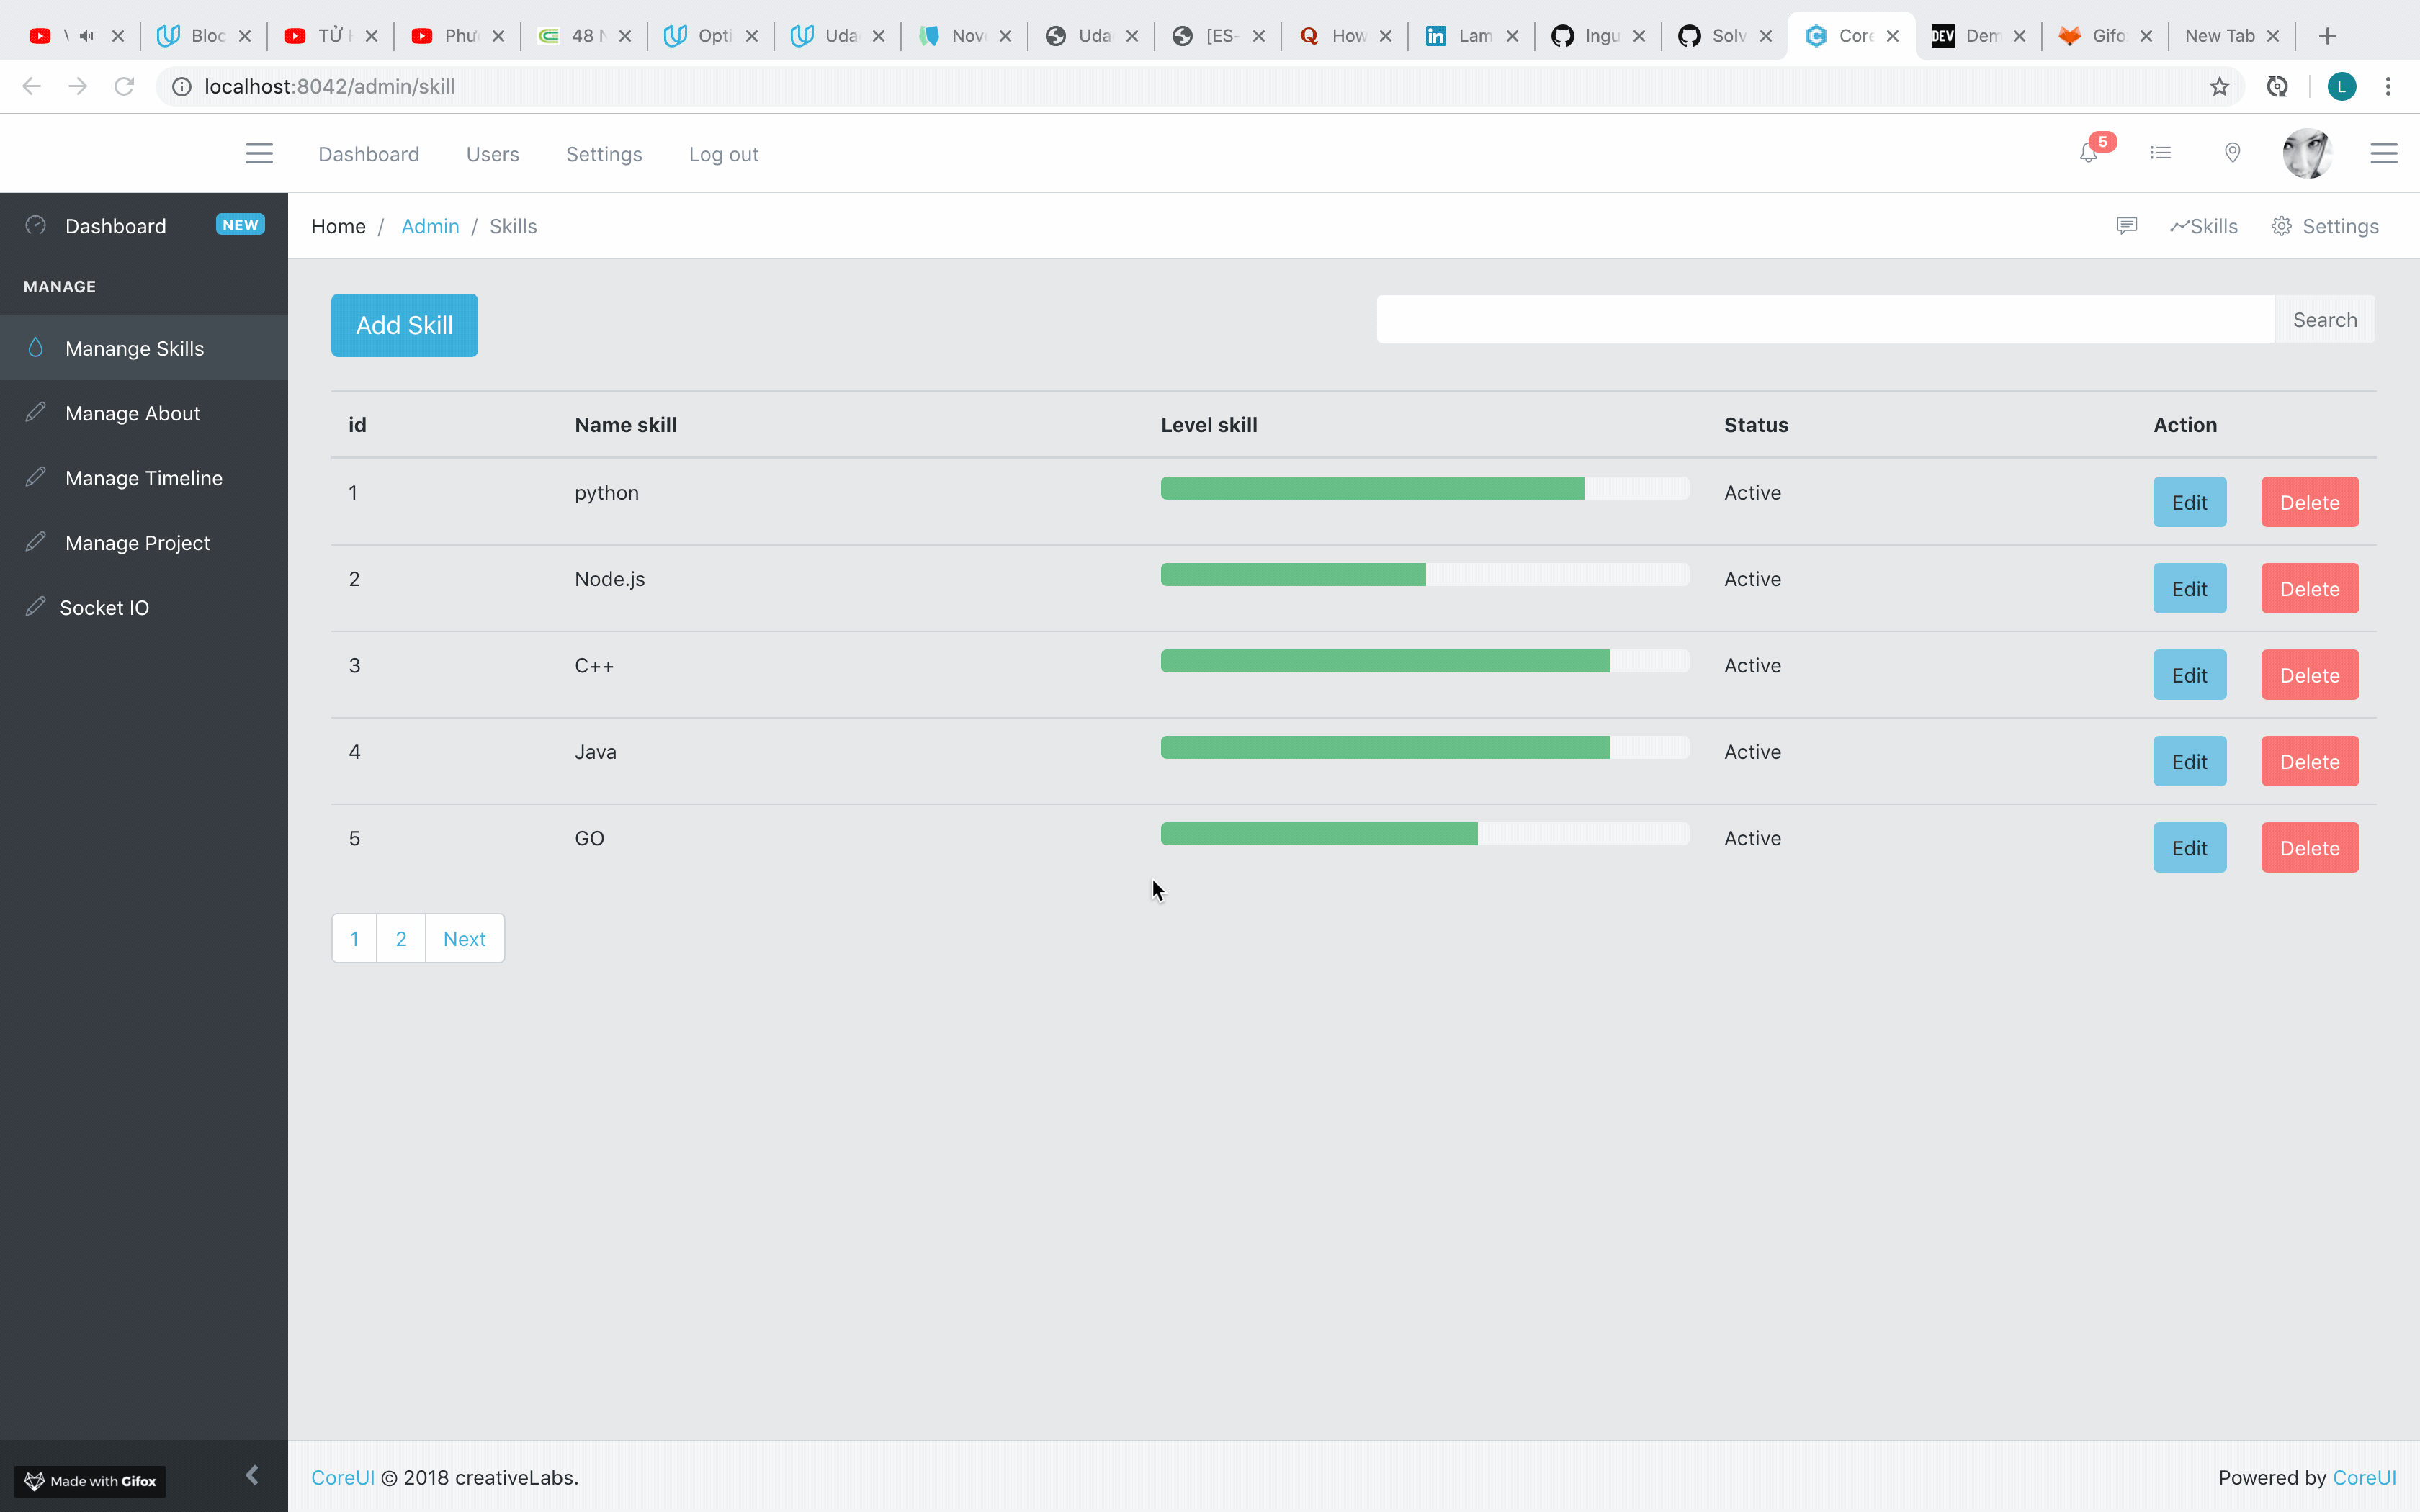 Bloc TỬ Phư 48 N Opti Uda Nov Uda [ES- How Lam Ingu Solv Core DEV Dem Gifo New Tab
localhost:8042/admin/skill
Dashboard Users Settings Log out 5
Dashboard NEW
Home / Admin / Skills Skills Settings
MANAGE
Manange Skills
Manage About
Manage Timeline
Manage Project
Socket IO
Add Skill Search
id Name skill Level skill Status Action
1 python Active Edit Delete
2 Node.js Active Edit Delete
3 C++ Active Edit Delete
4 Java Active Edit Delete
5 GO Active Edit Delete
1 2 Next
Made with Gifox
CoreUI © 2018 creativeLabs. Powered by CoreUI